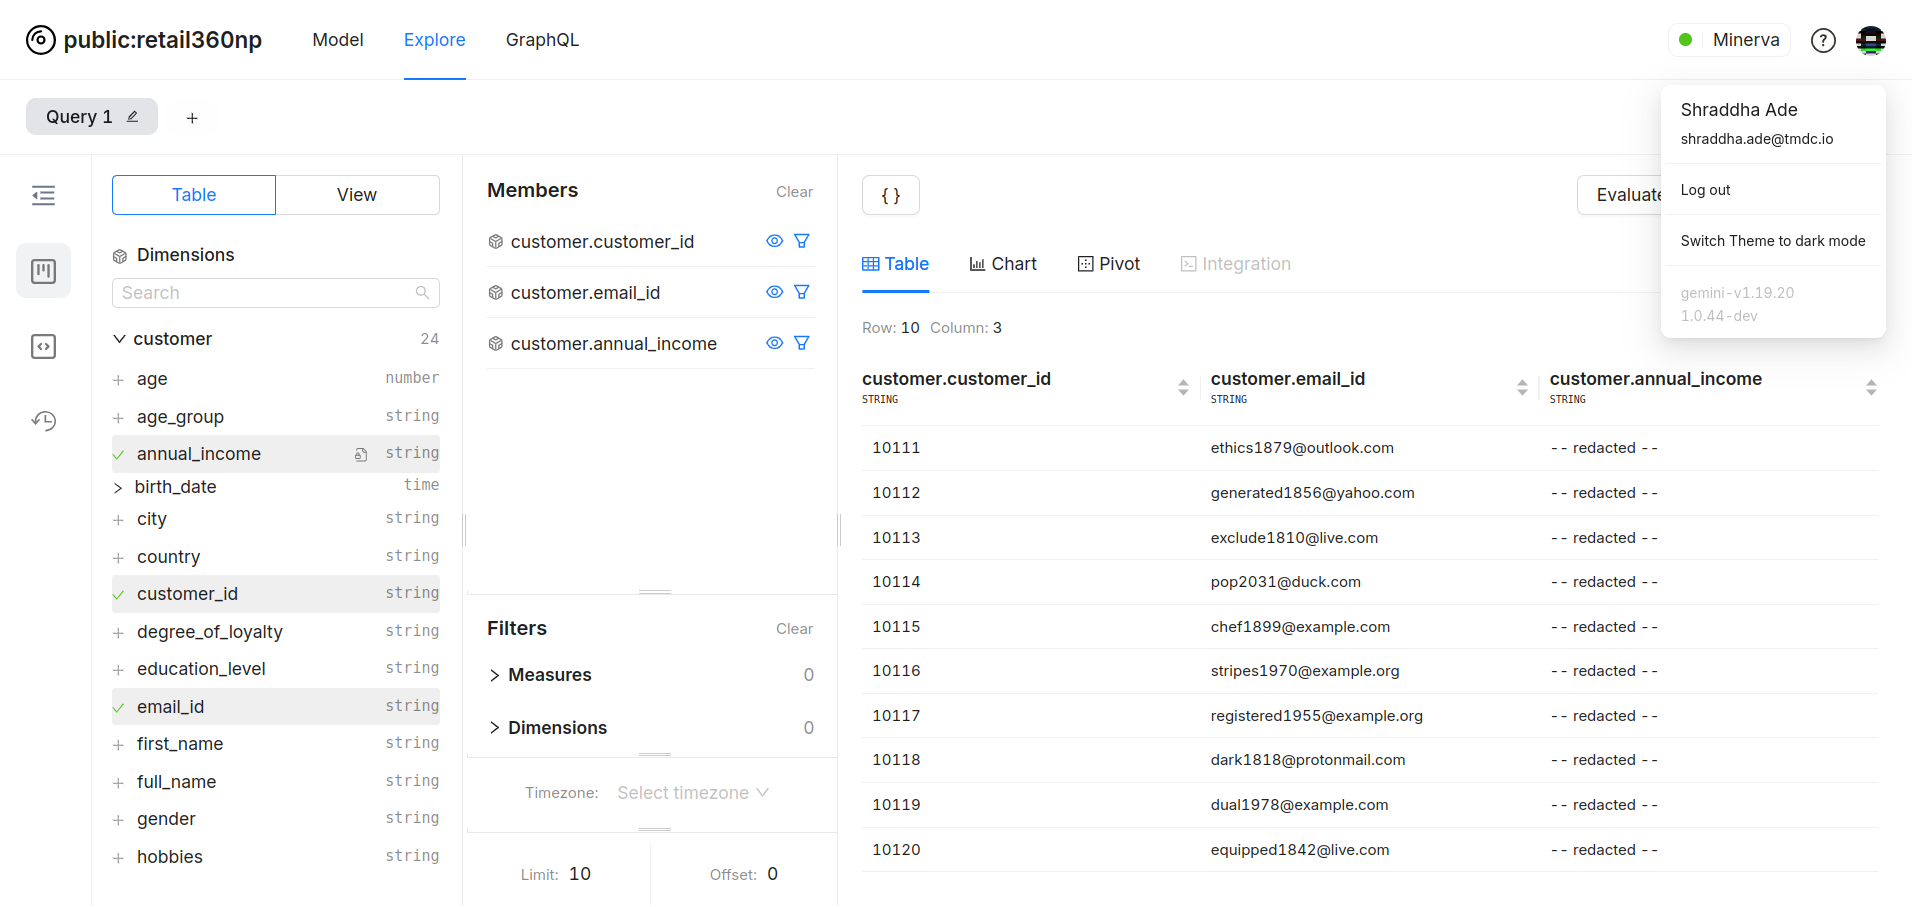 public:retail360np
Model
Explore
GraphQL
Minerva
?
Query 1
+
Shraddha Ade
shraddha.ade@tmdc.io
Log out
Switch Theme to dark mode
gemini-v1.19.20
1.0.44-dev
Table
View
Dimensions
Search
customer 24
age number
age_group string
annual_income string
birth_date time
city string
country string
customer_id string
degree_of_loyalty string
education_level string
email_id string
first_name string
full_name string
gender string
hobbies string
Members Clear
customer.customer_id
customer.email_id
customer.annual_income
Filters Clear
Measures 0
Dimensions 0
Timezone: Select timezone
Limit: 10 Offset: 0
{ }
Evaluate
Table Chart Pivot Integration
Row: 10 Column: 3
customer.customer_id customer.email_id customer.annual_income
STRING STRING STRING
10111 ethics1879@outlook.com -- redacted --
10112 generated1856@yahoo.com -- redacted --
10113 exclude1810@live.com -- redacted --
10114 pop2031@duck.com -- redacted --
10115 chef1899@example.com -- redacted --
10116 stripes1970@example.org -- redacted --
10117 registered1955@example.org -- redacted --
10118 dark1818@protonmail.com -- redacted --
10119 dual1978@example.com -- redacted --
10120 equipped1842@live.com -- redacted --